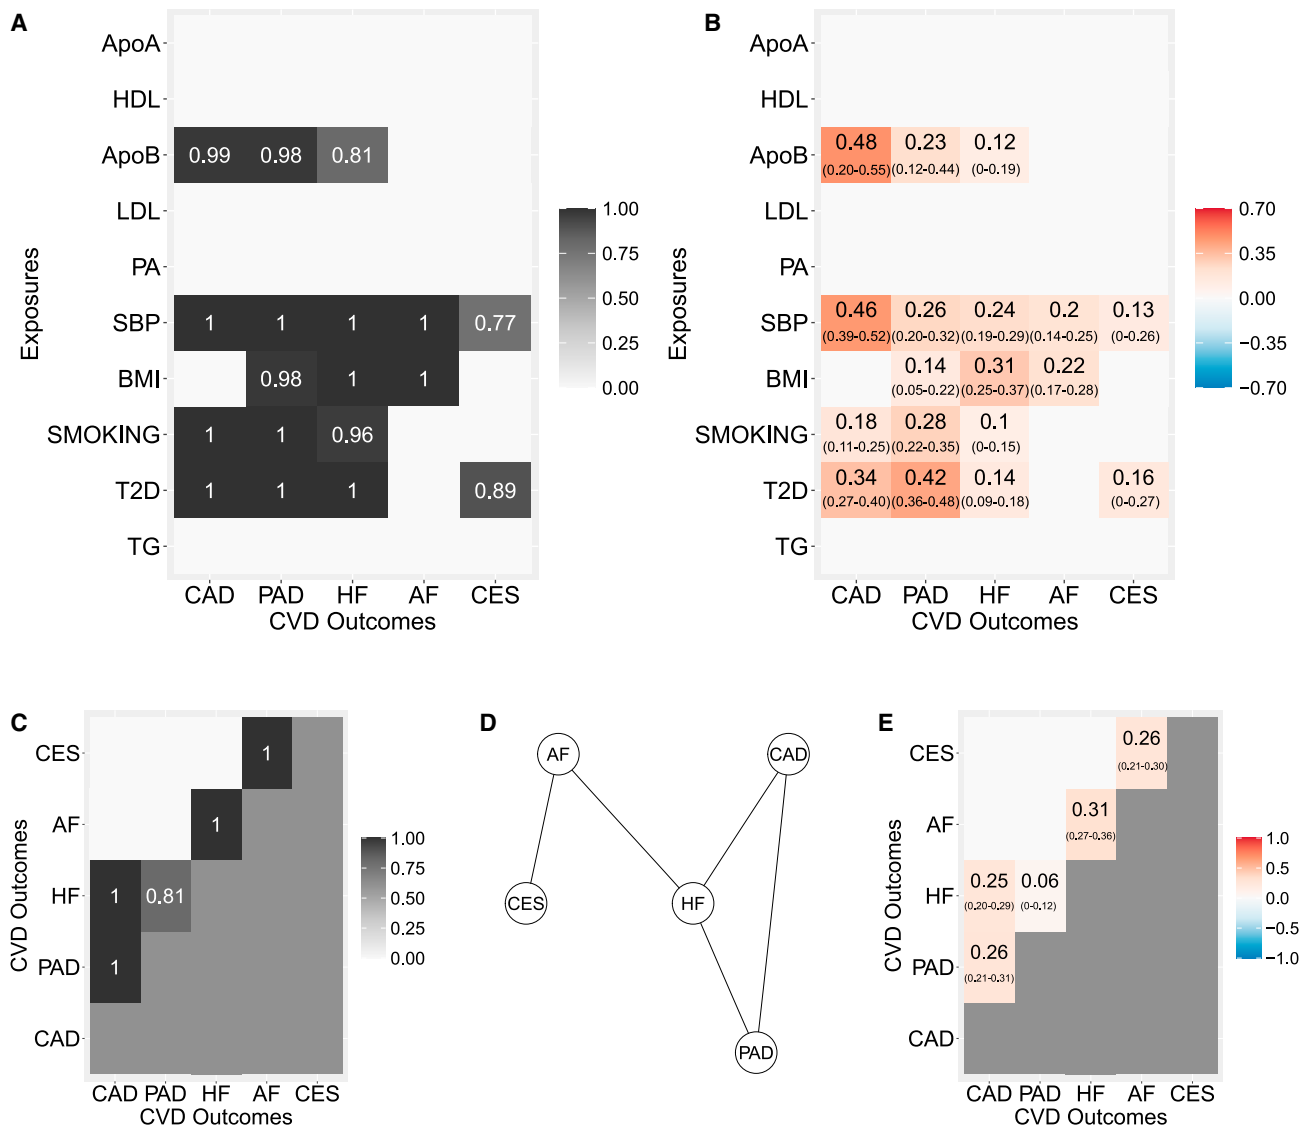 A
ApoA
HDL
ApoB 0.99 0.98 0.81
LDL
PA
SBP 1 1 1 1 0.77
BMI 0.98 1 1
SMOKING 1 1 0.96
T2D 1 1 1 0.89
TG
Exposures
CAD PAD HF AF CES
CVD Outcomes
1.00
0.75
0.50
0.25
0.00
B
ApoA
HDL
ApoB 0.48 0.23 0.12
(0.20-0.55) (0.12-0.44) (0-0.19)
LDL
PA
SBP 0.46 0.26 0.24 0.2 0.13
(0.39-0.52) (0.20-0.32) (0.19-0.29) (0.14-0.25) (0-0.26)
BMI 0.14 0.31 0.22
(0.05-0.22) (0.25-0.37) (0.17-0.28)
SMOKING 0.18 0.28 0.1
(0.11-0.25) (0.22-0.35) (0-0.15)
T2D 0.34 0.42 0.14 0.16
(0.27-0.40) (0.36-0.48) (0.09-0.18) (0-0.27)
TG
Exposures
CAD PAD HF AF CES
CVD Outcomes
0.70
0.35
0.00
−0.35
−0.70
C
CES 1
AF 1
HF 1 0.81
PAD 1
CAD
CVD Outcomes
CAD PAD HF AF CES
CVD Outcomes
1.00
0.75
0.50
0.25
0.00
D
AF
CAD
CES
HF
PAD
E
CES 0.26
(0.21-0.30)
AF 0.31
(0.27-0.36)
HF 0.25 0.06
(0.20-0.29) (0-0.12)
PAD 0.26
(0.21-0.31)
CAD
CVD Outcomes
CAD PAD HF AF CES
CVD Outcomes
1.0
0.5
0.0
−0.5
−1.0